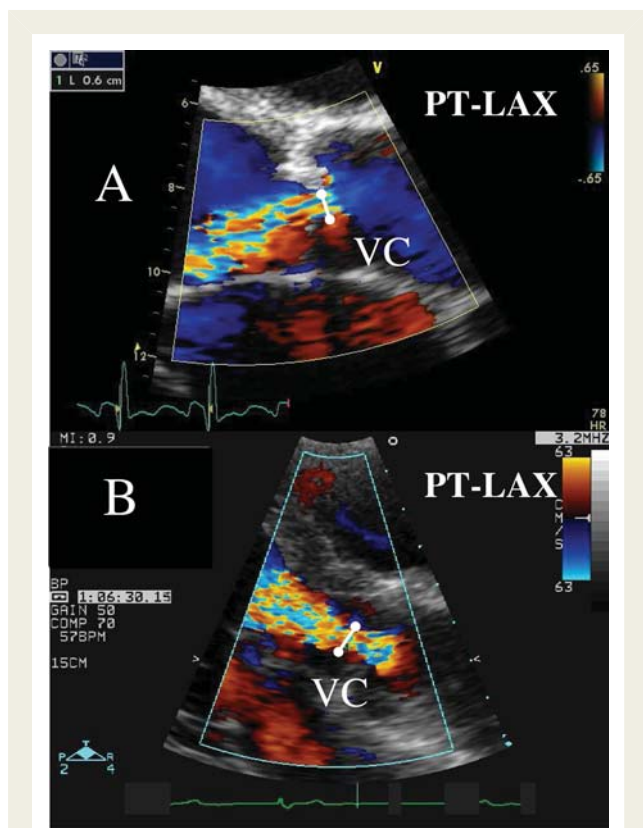 1 L 0.6 cm
V
PT-LAX
.65
-.65
6
A
8
VC
10
12
78
HR
MI:0.9
3.2MHZ
B
PT-LAX
63
C
M
/
S
63
BP
1:06:30.15
GAIN 50
COMP 70
57BPM
15CM
VC
P T R
2 4